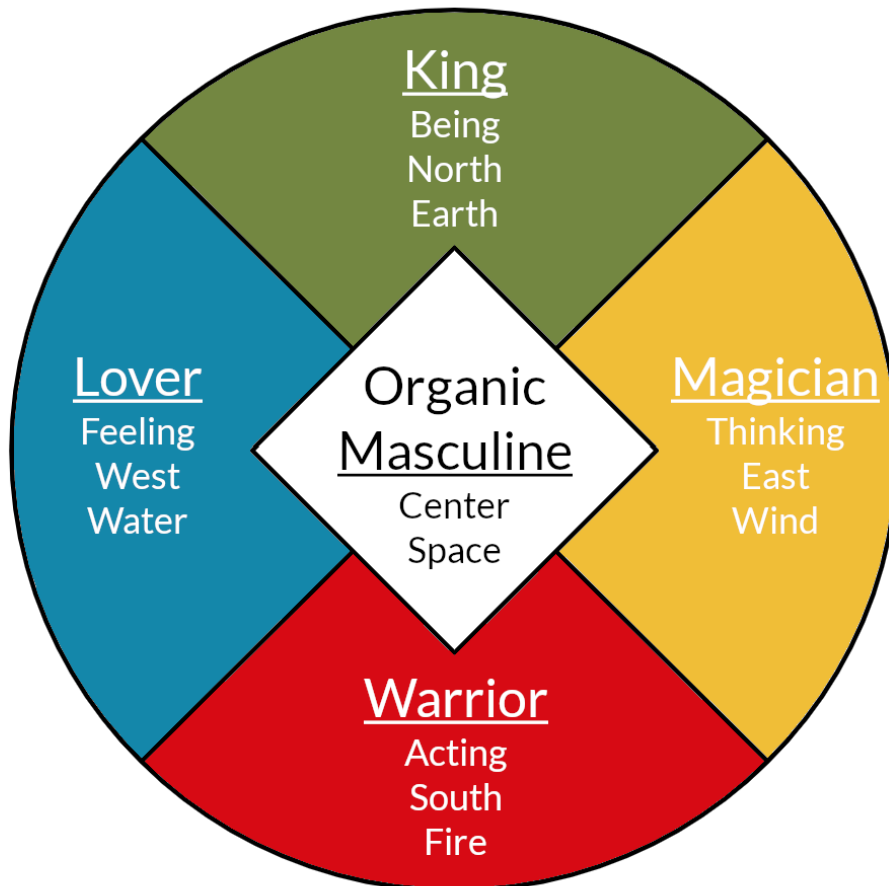 King
Being
North
Earth
Lover
Feeling
West
Water
Organic
Masculine
Center
Space
Magician
Thinking
East
Wind
Warrior
Acting
South
Fire